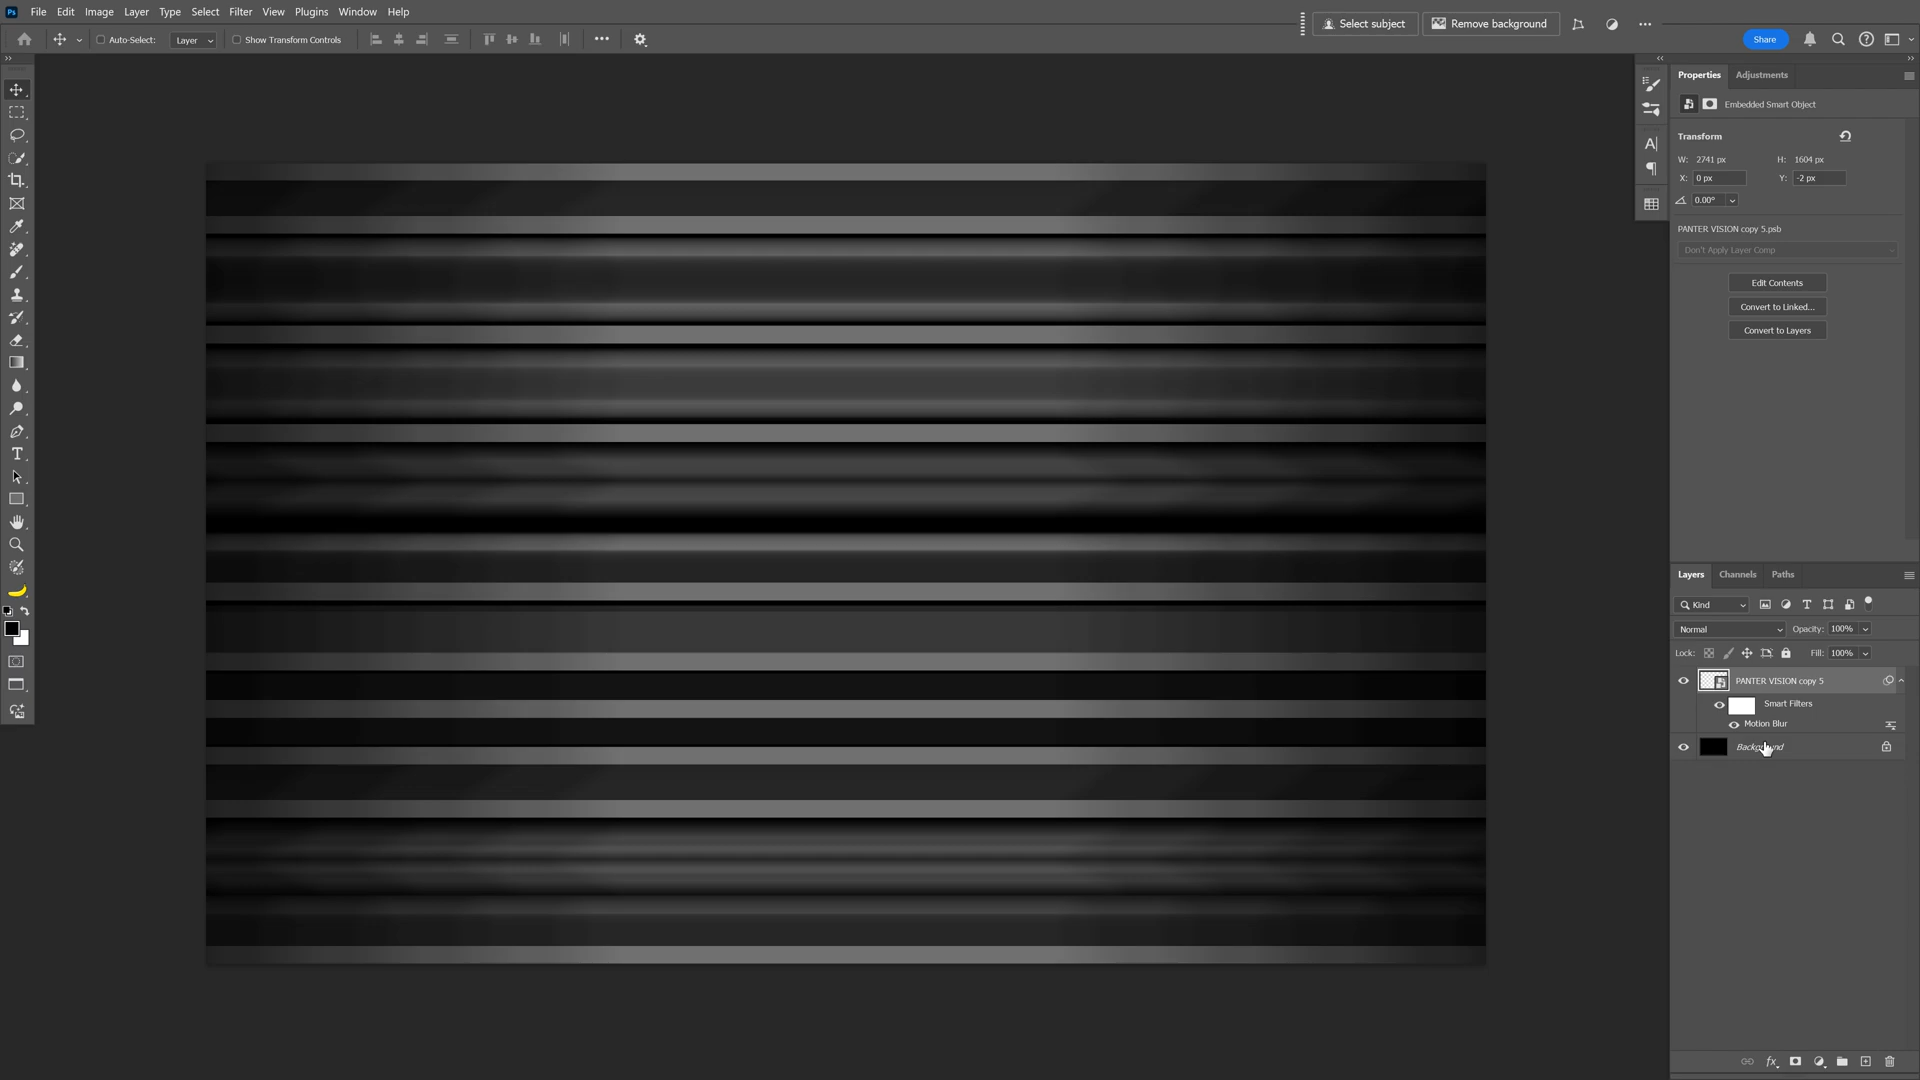 Ps File Edit Image Layer Type Select Filter View Plugins Window Help
Select subject Remove background
Auto-Select: Layer Show Transform Controls Share
Properties Adjustments
Embedded Smart Object
Transform
W: 2741 px H: 1604 px
X: 0 px Y: -2 px
0.00°
PANTER VISION copy 5.psb
Don't Apply Layer Comp
Edit Contents
Convert to Linked...
Convert to Layers
Layers Channels Paths
Kind
Normal Opacity: 100%
Lock: Fill: 100%
PANTER VISION copy 5
Smart Filters
Motion Blur
Background